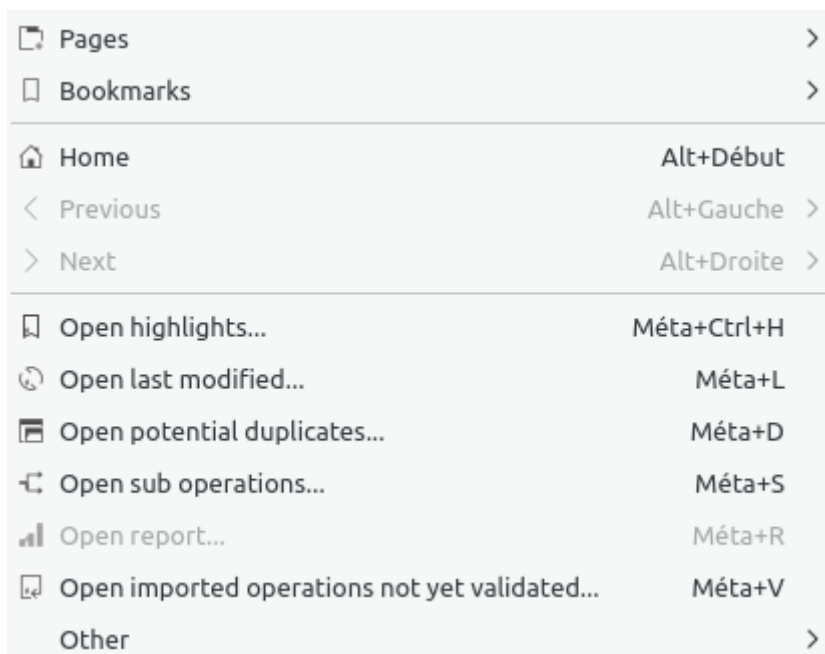 Pages
Bookmarks
Home Alt+Début
Previous Alt+Gauche
Next Alt+Droite
Open highlights... Méta+Ctrl+H
Open last modified... Méta+L
Open potential duplicates... Méta+D
Open sub operations... Méta+S
Open report... Méta+R
Open imported operations not yet validated... Méta+V
Other